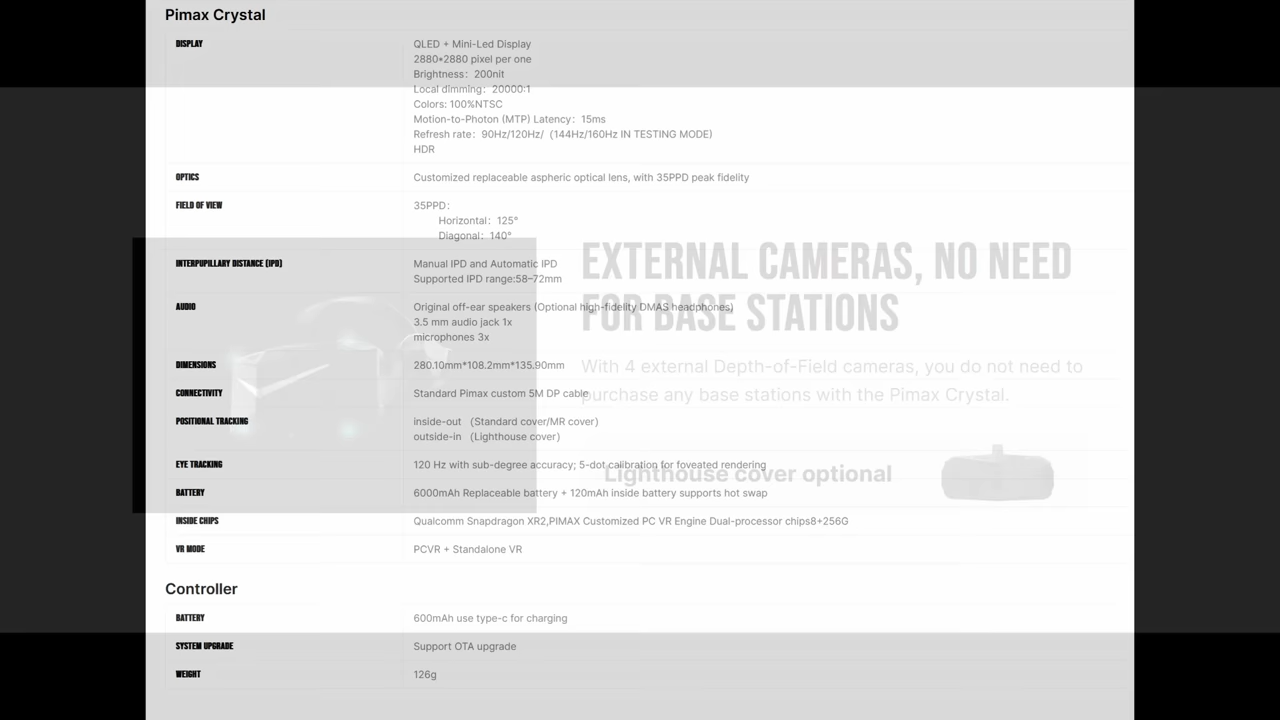 Pimax Crystal
DISPLAY
QLED + Mini-Led Display
2880*2880 pixel per one
Brightness: 200nit
Local dimming: 20000:1
Colors: 100%NTSC
Motion-to-Photon (MTP) Latency: 15ms
Refresh rate: 90Hz/120Hz/ (144Hz/160Hz IN TESTING MODE)
HDR
OPTICS
Customized replaceable aspheric optical lens, with 35PPD peak fidelity
FIELD OF VIEW
35PPD:
Horizontal: 125°
Diagonal: 140°
INTERPUPILLARY DISTANCE (IPD)
Manual IPD and Automatic IPD
Supported IPD range:58–72mm
AUDIO
Original off-ear speakers (Optional high-fidelity DMAS headphones)
3.5 mm audio jack 1x
microphones 3x
DIMENSIONS
280.10mm*108.2mm*135.90mm
CONNECTIVITY
Standard Pimax custom 5M DP cable
POSITIONAL TRACKING
inside-out (Standard cover/MR cover)
outside-in (Lighthouse cover)
EYE TRACKING
120 Hz with sub-degree accuracy; 5-dot calibration for foveated rendering
BATTERY
6000mAh Replaceable battery + 120mAh inside battery supports hot swap
INSIDE CHIPS
Qualcomm Snapdragon XR2,PIMAX Customized PC VR Engine Dual-processor chips8+256G
VR MODE
PCVR + Standalone VR
Controller
BATTERY
600mAh use type-c for charging
SYSTEM UPGRADE
Support OTA upgrade
WEIGHT
126g
EXTERNAL CAMERAS, NO NEED
FOR BASE STATIONS
With 4 external Depth-of-Field cameras, you do not need to
purchase any base stations with the Pimax Crystal.
Lighthouse cover optional